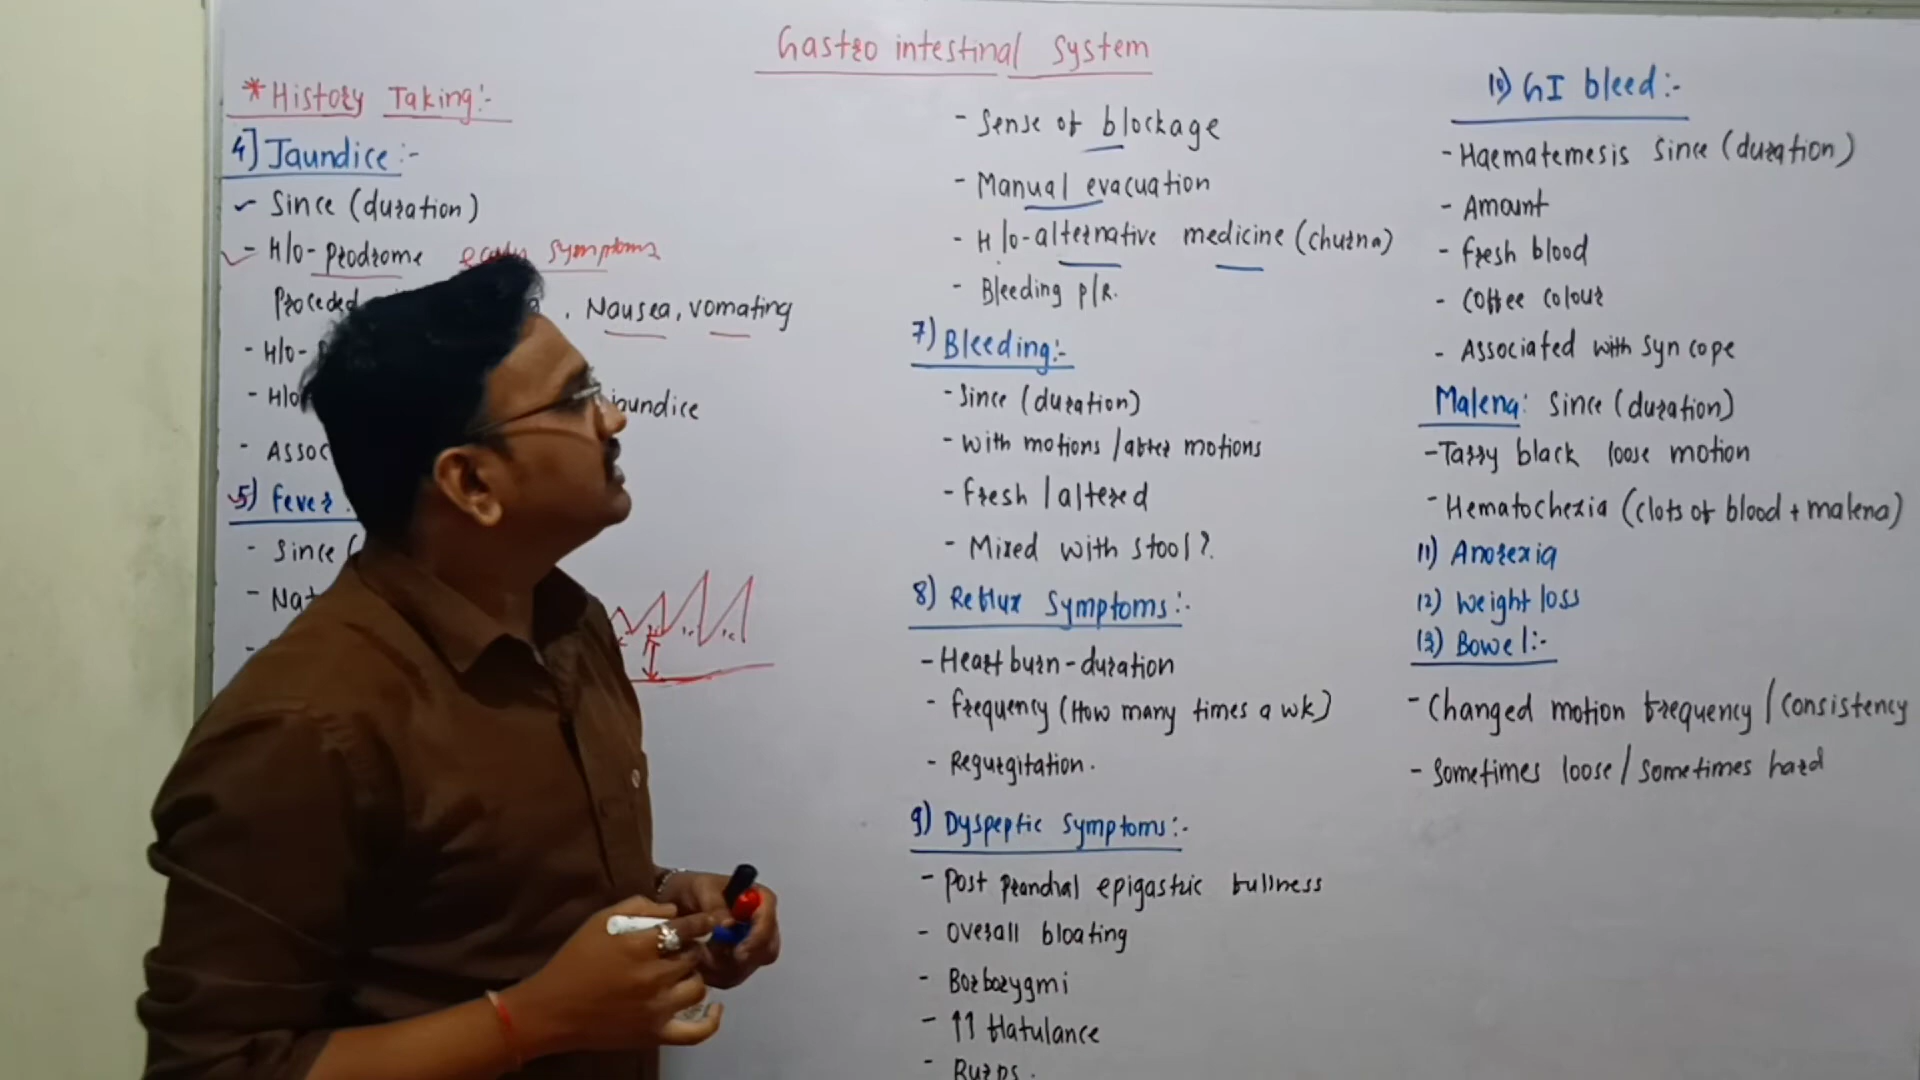 Gastro intestinal System
*History Taking:-
4] Jaundice:-
- Since (duration)
- H/o- Prodrome early symptoms
Proceded , Nausea, vomating
- H/o-
- H/o jaundice
- Assoc
5) fever
- Since (
- Nat
- Sense of blockage
- Manual evacuation
- H/o-alternative medicine (churna)
- Bleeding P/R.
7) Bleeding:-
- Since (duration)
- with motions /after motions
- Fresh / altered
- Mixed with stool?
8) Reflux Symptoms:-
- Heart burn-duration
- frequency (How many times a wk)
- Regurgitation.
9) Dyspeptic Symptoms:-
- Post prandial epigastric fullness
- Overall bloating
- Borborygmi
- ↑↑ flatulance
- Burps.
10) GI bleed:-
- Haematemesis since (duration)
- Amount
- fresh blood
- Coffee colour
- Associated with Syncope
Malena: Since (duration)
- Tarry black loose motion
- Hematochezia (clots of blood + malena)
11) Anorexia
12) Weight loss
13) Bowel:-
- Changed motion frequency / Consistency
- Sometimes loose / Sometimes hard